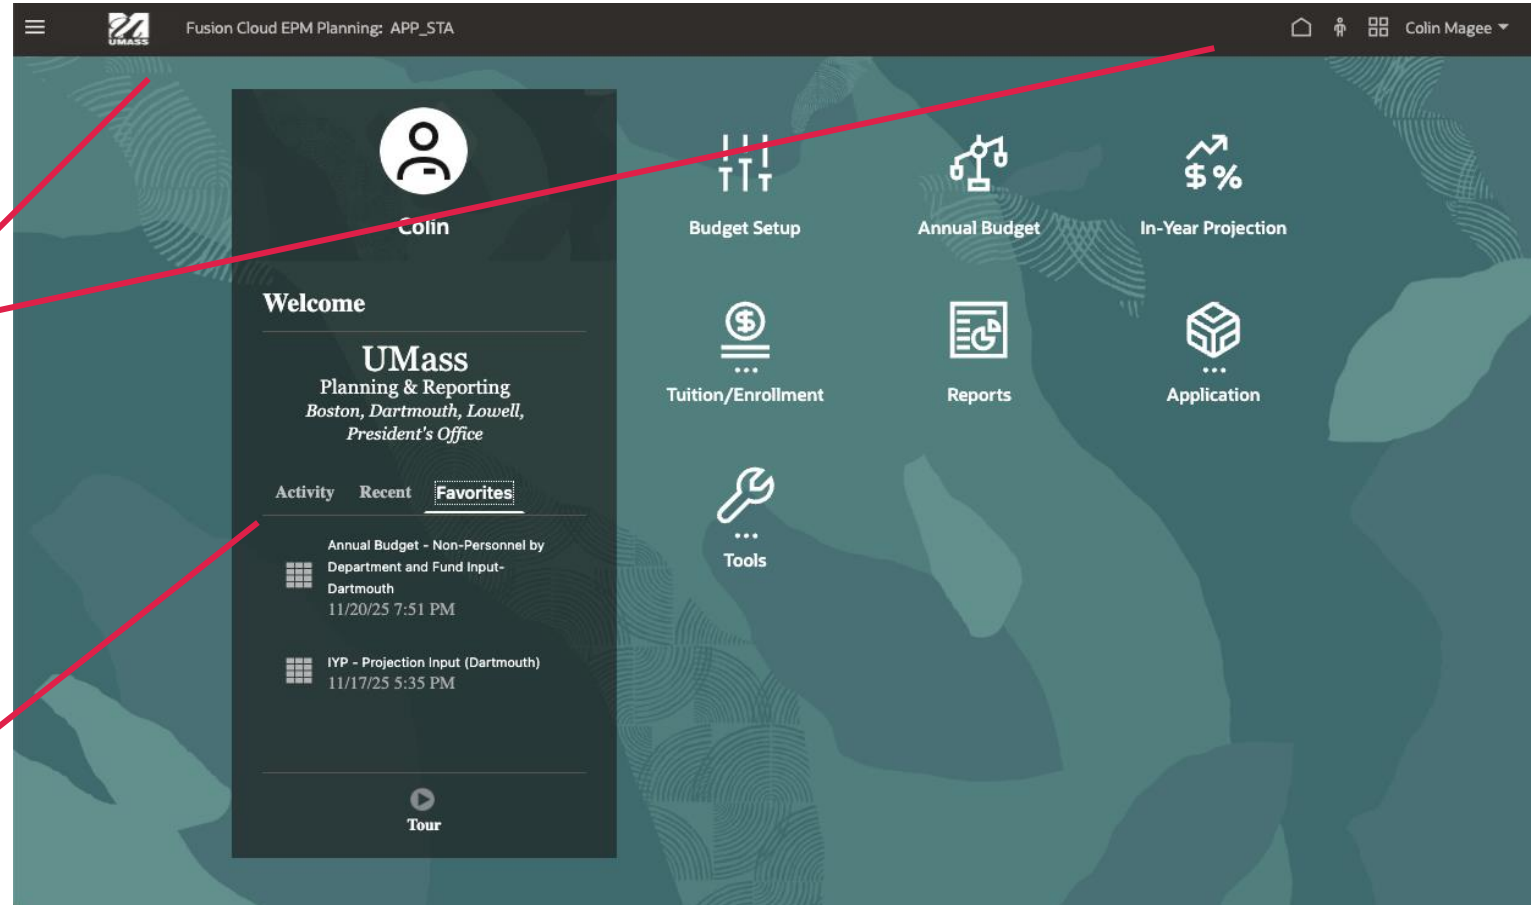 UMASS
Fusion Cloud EPM Planning: APP_STA
Colin Magee
Colin
Welcome
UMass
Planning & Reporting
Boston, Dartmouth, Lowell,
President's Office
Activity Recent Favorites
Annual Budget - Non-Personnel by
Department and Fund Input-
Dartmouth
11/20/25 7:51 PM
IYP - Projection Input (Dartmouth)
11/17/25 5:35 PM
Tour
Budget Setup
Annual Budget
$%
In-Year Projection
$
Tuition/Enrollment
Reports
Application
Tools